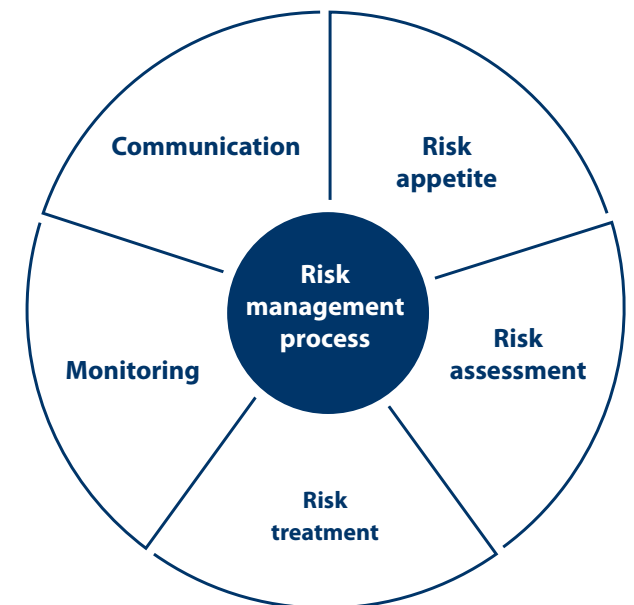 Communication
Risk
appetite
Risk
management
process
Risk
assessment
Monitoring
Risk
treatment